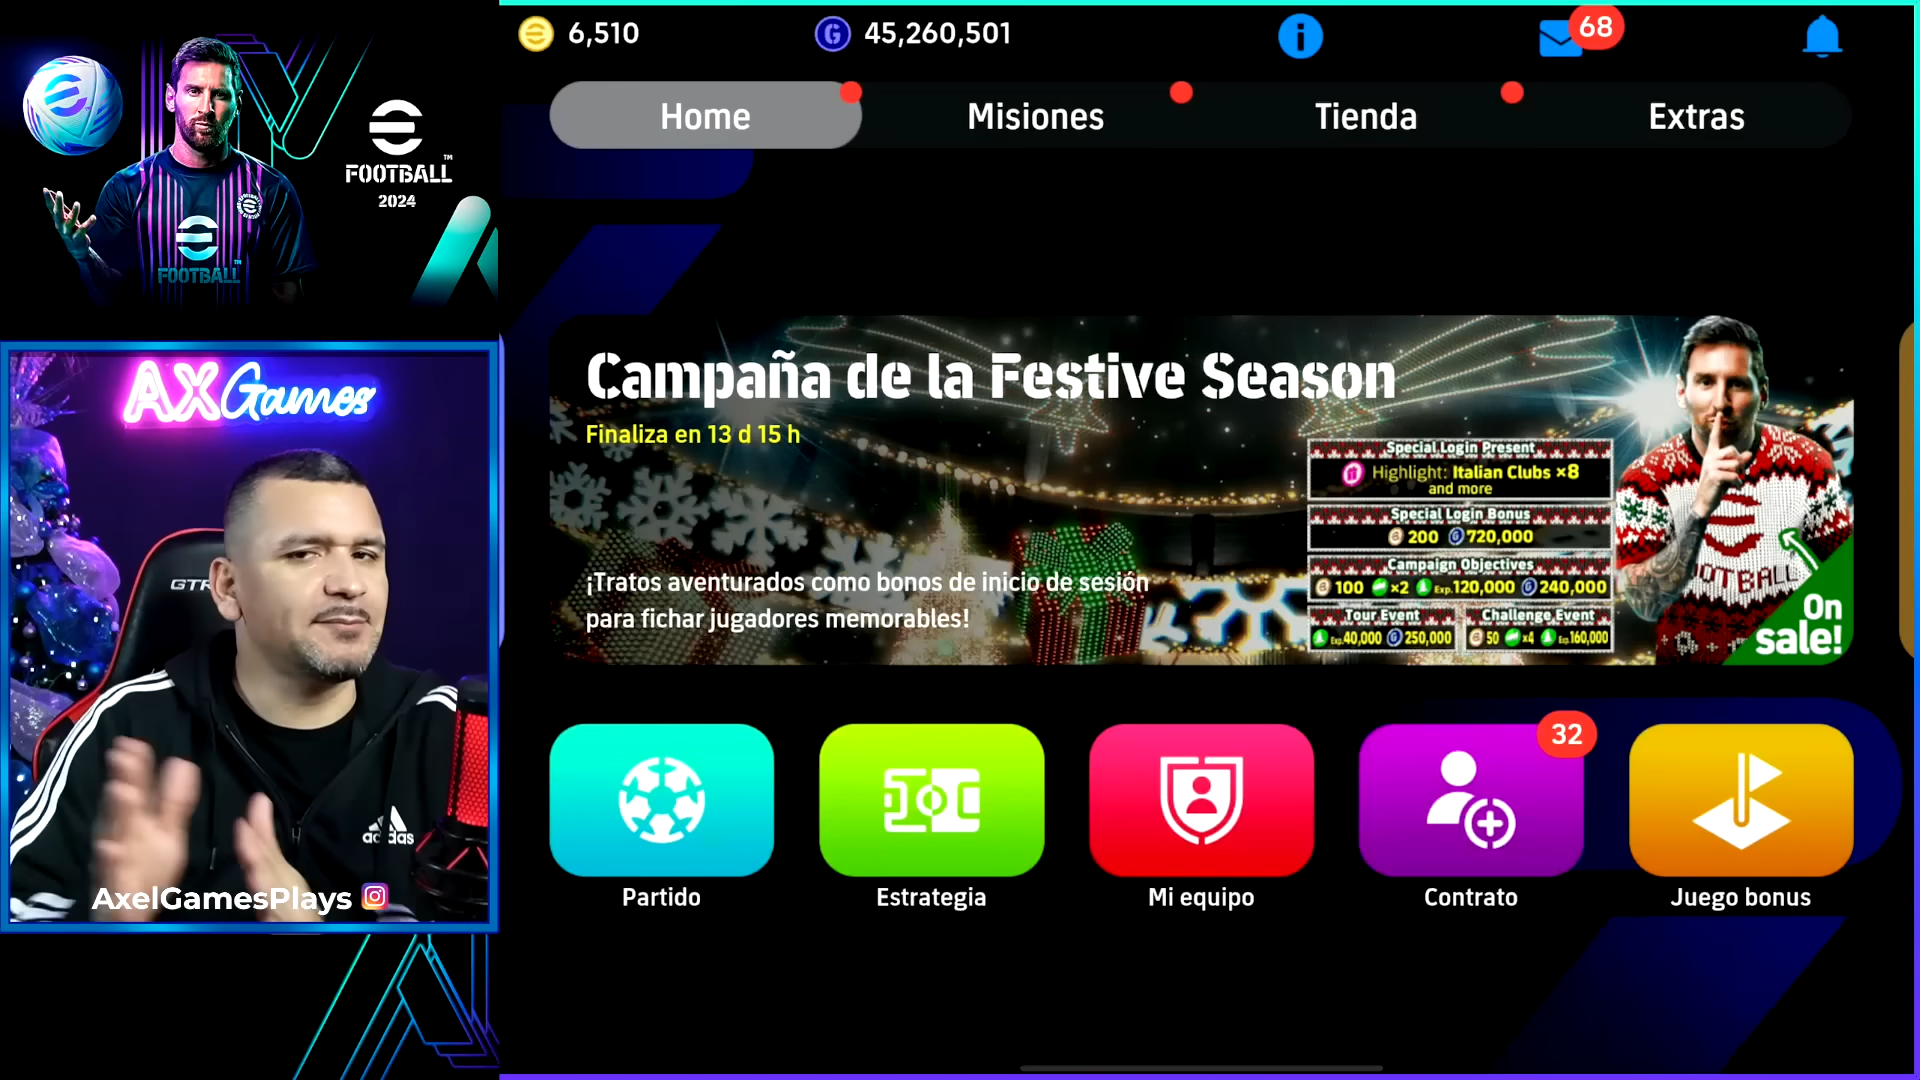 FOOTBALL™
2024
FOOTBALL™
AXGames
GTR
adidas
AxelGamesPlays
6,510
45,260,501
68
Home
Misiones
Tienda
Extras
Campaña de la Festive Season
Finaliza en 13 d 15 h
¡Tratos aventurados como bonos de inicio de sesión
para fichar jugadores memorables!
Special Login Present
Highlight: Italian Clubs ×8
and more
Special Login Bonus
200 720,000
Campaign Objectives
100 ×2 Exp.120,000 240,000
Tour Event
Exp.40,000 250,000
Challenge Event
50 ×4 Exp.160,000
OOTBALL
On
sale!
32
Partido
Estrategia
Mi equipo
Contrato
Juego bonus